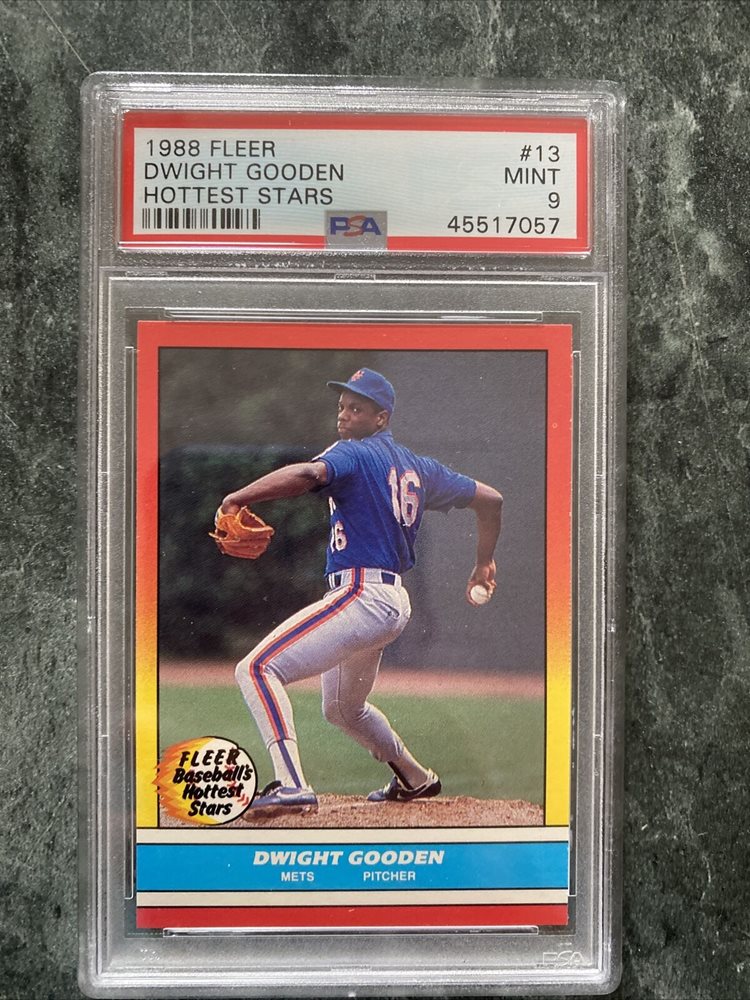 1988 FLEER #13
DWIGHT GOODEN MINT
HOTTEST STARS 9
PSA 45517057
16
16
FLEER
Baseball's
Hottest
Stars
DWIGHT GOODEN
METS PITCHER
PSA